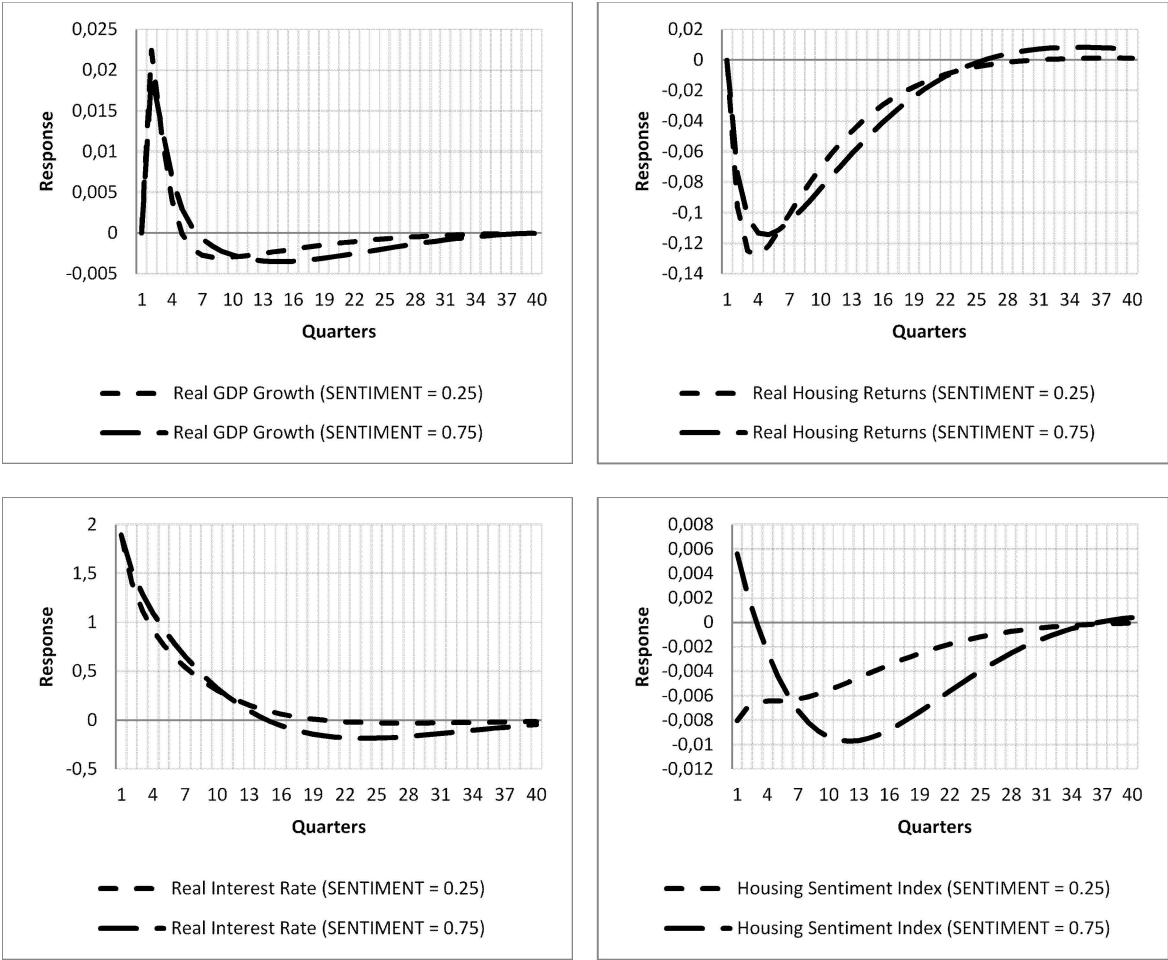 0,025
0,02
0,015
0,01
0,005
0
-0,005
Response
1 4 7 10 13 16 19 22 25 28 31 34 37 40
Quarters
Real GDP Growth (SENTIMENT = 0.25)
Real GDP Growth (SENTIMENT = 0.75)
0,02
0
-0,02
-0,04
-0,06
-0,08
-0,1
-0,12
-0,14
Response
1 4 7 10 13 16 19 22 25 28 31 34 37 40
Quarters
Real Housing Returns (SENTIMENT = 0.25)
Real Housing Returns (SENTIMENT = 0.75)
2
1,5
1
0,5
0
-0,5
Response
1 4 7 10 13 16 19 22 25 28 31 34 37 40
Quarters
Real Interest Rate (SENTIMENT = 0.25)
Real Interest Rate (SENTIMENT = 0.75)
0,008
0,006
0,004
0,002
0
-0,002
-0,004
-0,006
-0,008
-0,01
-0,012
Response
1 4 7 10 13 16 19 22 25 28 31 34 37 40
Quarters
Housing Sentiment Index (SENTIMENT = 0.25)
Housing Sentiment Index (SENTIMENT = 0.75)